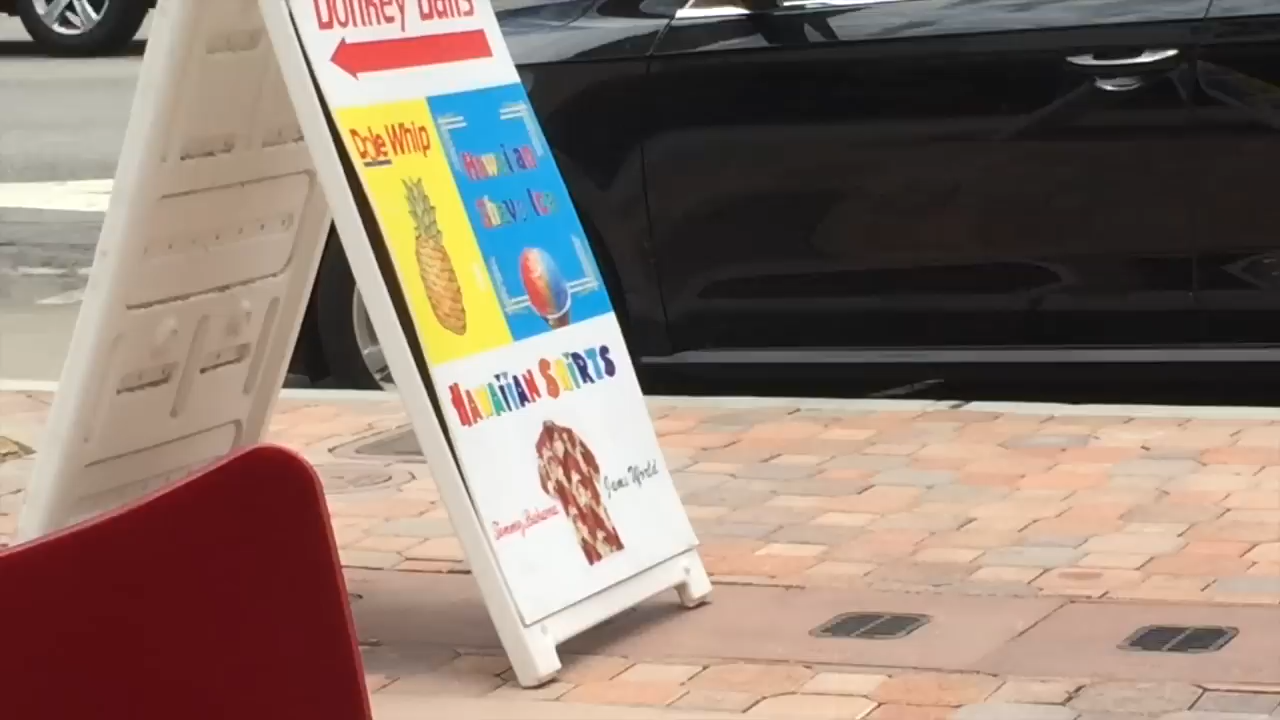 Donkey Balls
Dole Whip
Hawaiian
Shave Ice
HAWAIIAN SHIRTS
Jams World
Tommy Bahama